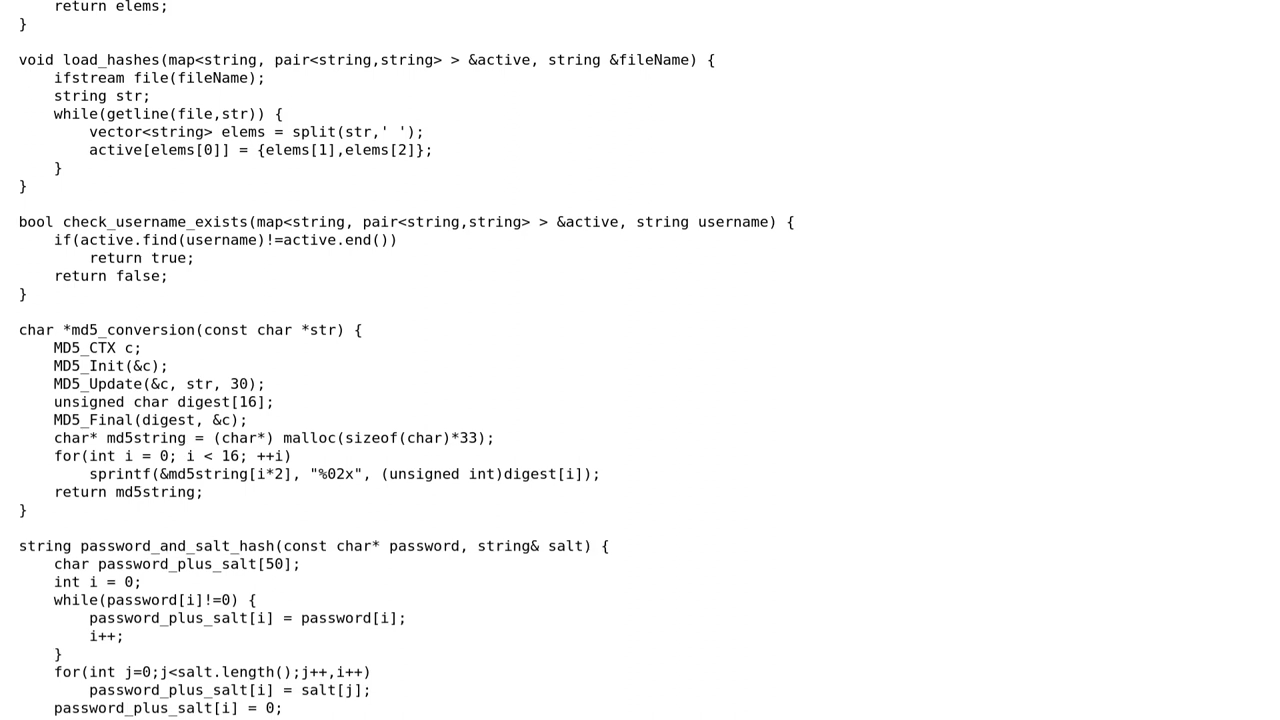 return elems;
}

void load_hashes(map<string, pair<string,string> > &active, string &fileName) {
    ifstream file(fileName);
    string str;
    while(getline(file,str)) {
        vector<string> elems = split(str,' ');
        active[elems[0]] = {elems[1],elems[2]};
    }
}

bool check_username_exists(map<string, pair<string,string> > &active, string username) {
    if(active.find(username)!=active.end())
        return true;
    return false;
}

char *md5_conversion(const char *str) {
    MD5_CTX c;
    MD5_Init(&c);
    MD5_Update(&c, str, 30);
    unsigned char digest[16];
    MD5_Final(digest, &c);
    char* md5string = (char*) malloc(sizeof(char)*33);
    for(int i = 0; i < 16; ++i)
        sprintf(&md5string[i*2], "%02x", (unsigned int)digest[i]);
    return md5string;
}

string password_and_salt_hash(const char* password, string& salt) {
    char password_plus_salt[50];
    int i = 0;
    while(password[i]!=0) {
        password_plus_salt[i] = password[i];
        i++;
    }
    for(int j=0;j<salt.length();j++,i++)
        password_plus_salt[i] = salt[j];
    password_plus_salt[i] = 0;